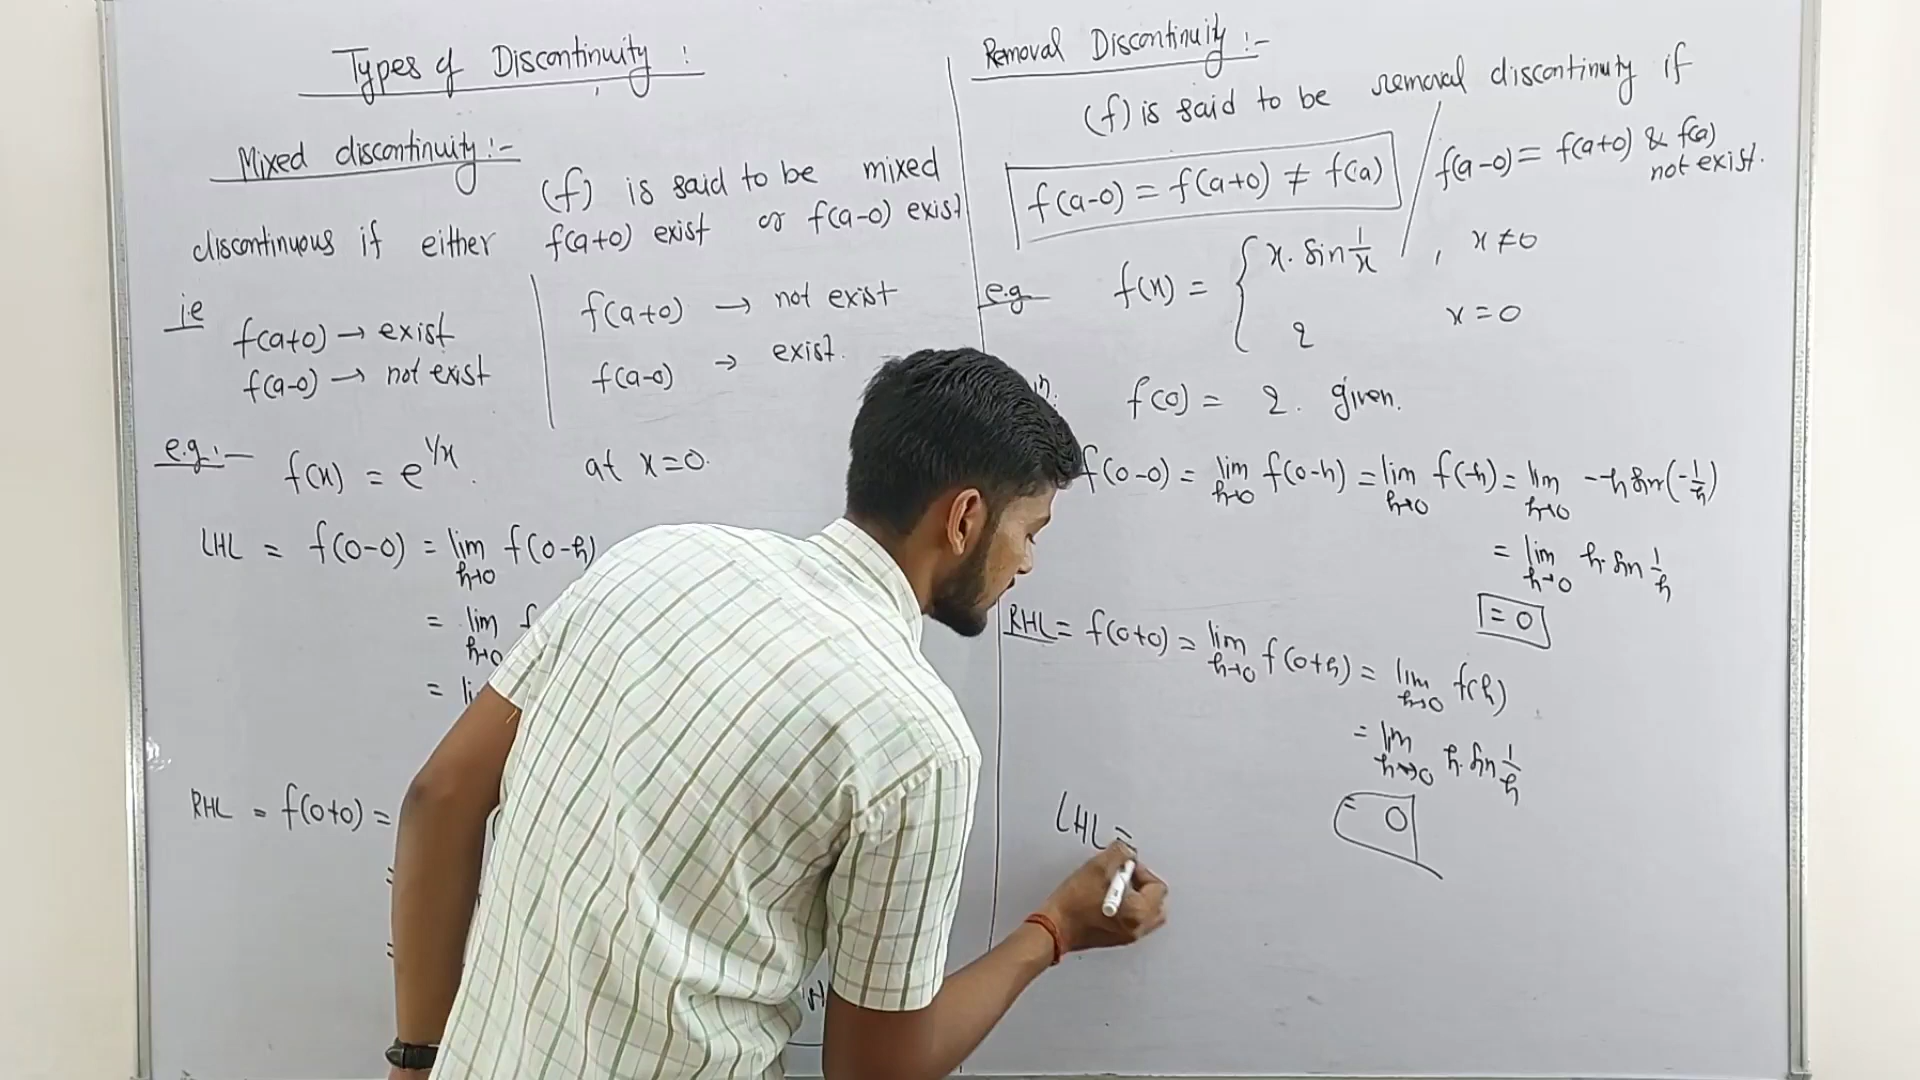 Types of Discontinuity :
Mixed discontinuity :-
(f) is said to be mixed
discontinuous if either f(a+0) exist or f(a-0) exist
ie
f(a+0) → exist
f(a-0) → not exist
f(a+0) → not exist
f(a-0) → exist.
e.g:- f(x) = e^1/x . at x=0.
LHL = f(0-0) = lim h→0 f(0-h)
= lim h→0 f
=
RHL = f(0+0) =
Removal Discontinuity :-
(f) is said to be removal discontinuty if
f(a-0) = f(a+0) ≠ f(a) / f(a-0) = f(a+0) & f(a) not exist.
e.g f(x) = { x. sin 1/x , x ≠ 0
2 x = 0
f(0) = 2. given.
f(0-0) = lim h→0 f(0-h) = lim h→0 f(-h) = lim h→0 -h sin(-1/h)
= lim h→0 h. sin 1/h
= 0
RHL = f(0+0) = lim h→0 f(0+h) = lim h→0 f(h)
= lim h→0 h. sin 1/h
= 0
LHL =